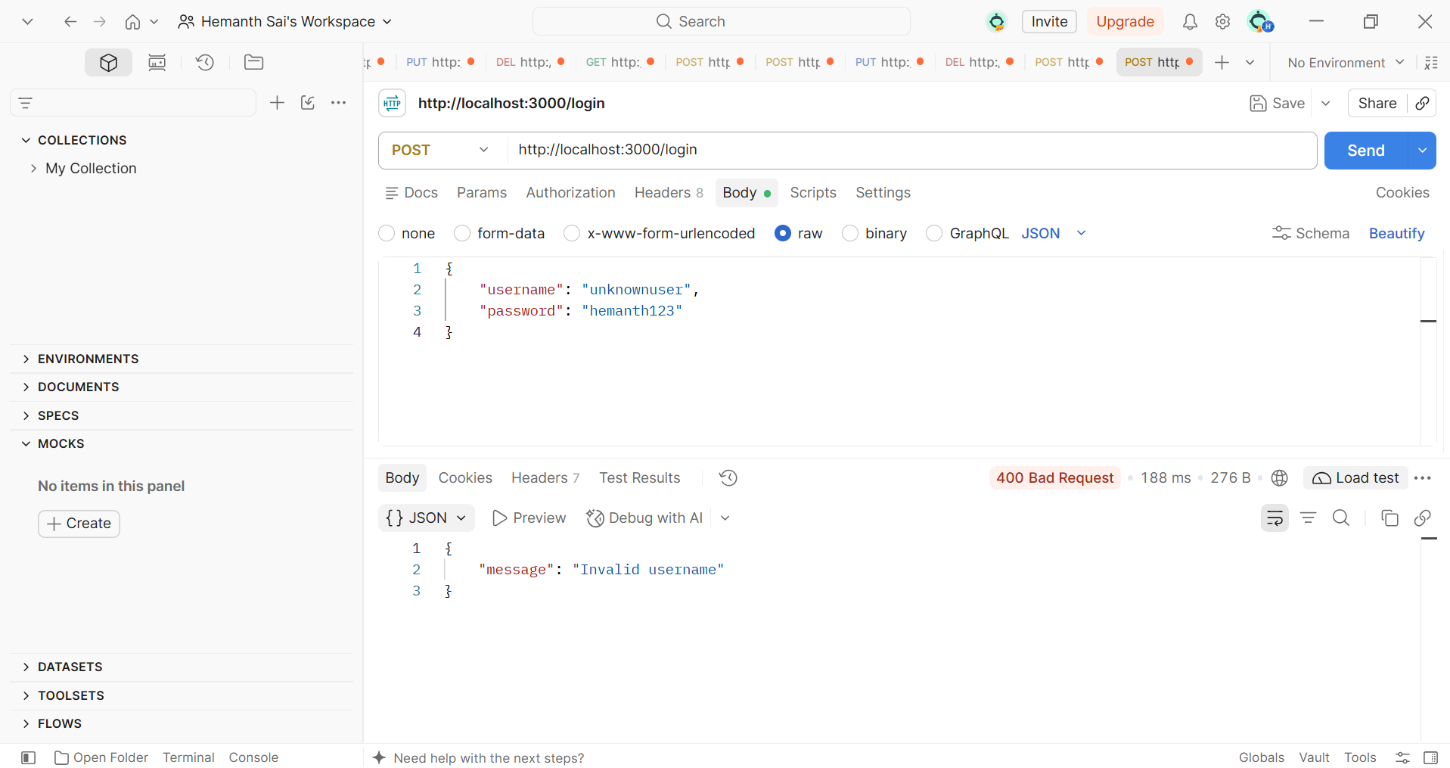 Hemanth Sai's Workspace
Search
Invite
Upgrade
PUT http:
DEL http:,
GET http:
POST http
POST http
PUT http:
DEL http:,
POST http
POST http
No Environment
HTTP
http://localhost:3000/login
Save
Share
COLLECTIONS
My Collection
POST
http://localhost:3000/login
Send
Docs
Params
Authorization
Headers 8
Body
Scripts
Settings
Cookies
none
form-data
x-www-form-urlencoded
raw
binary
GraphQL
JSON
Schema
Beautify
1 {
2 "username": "unknownuser",
3 "password": "hemanth123"
4 }
ENVIRONMENTS
DOCUMENTS
SPECS
MOCKS
No items in this panel
Create
DATASETS
TOOLSETS
FLOWS
Body
Cookies
Headers 7
Test Results
400 Bad Request
188 ms
276 B
Load test
{} JSON
Preview
Debug with AI
1 {
2 "message": "Invalid username"
3 }
Open Folder
Terminal
Console
Need help with the next steps?
Globals
Vault
Tools